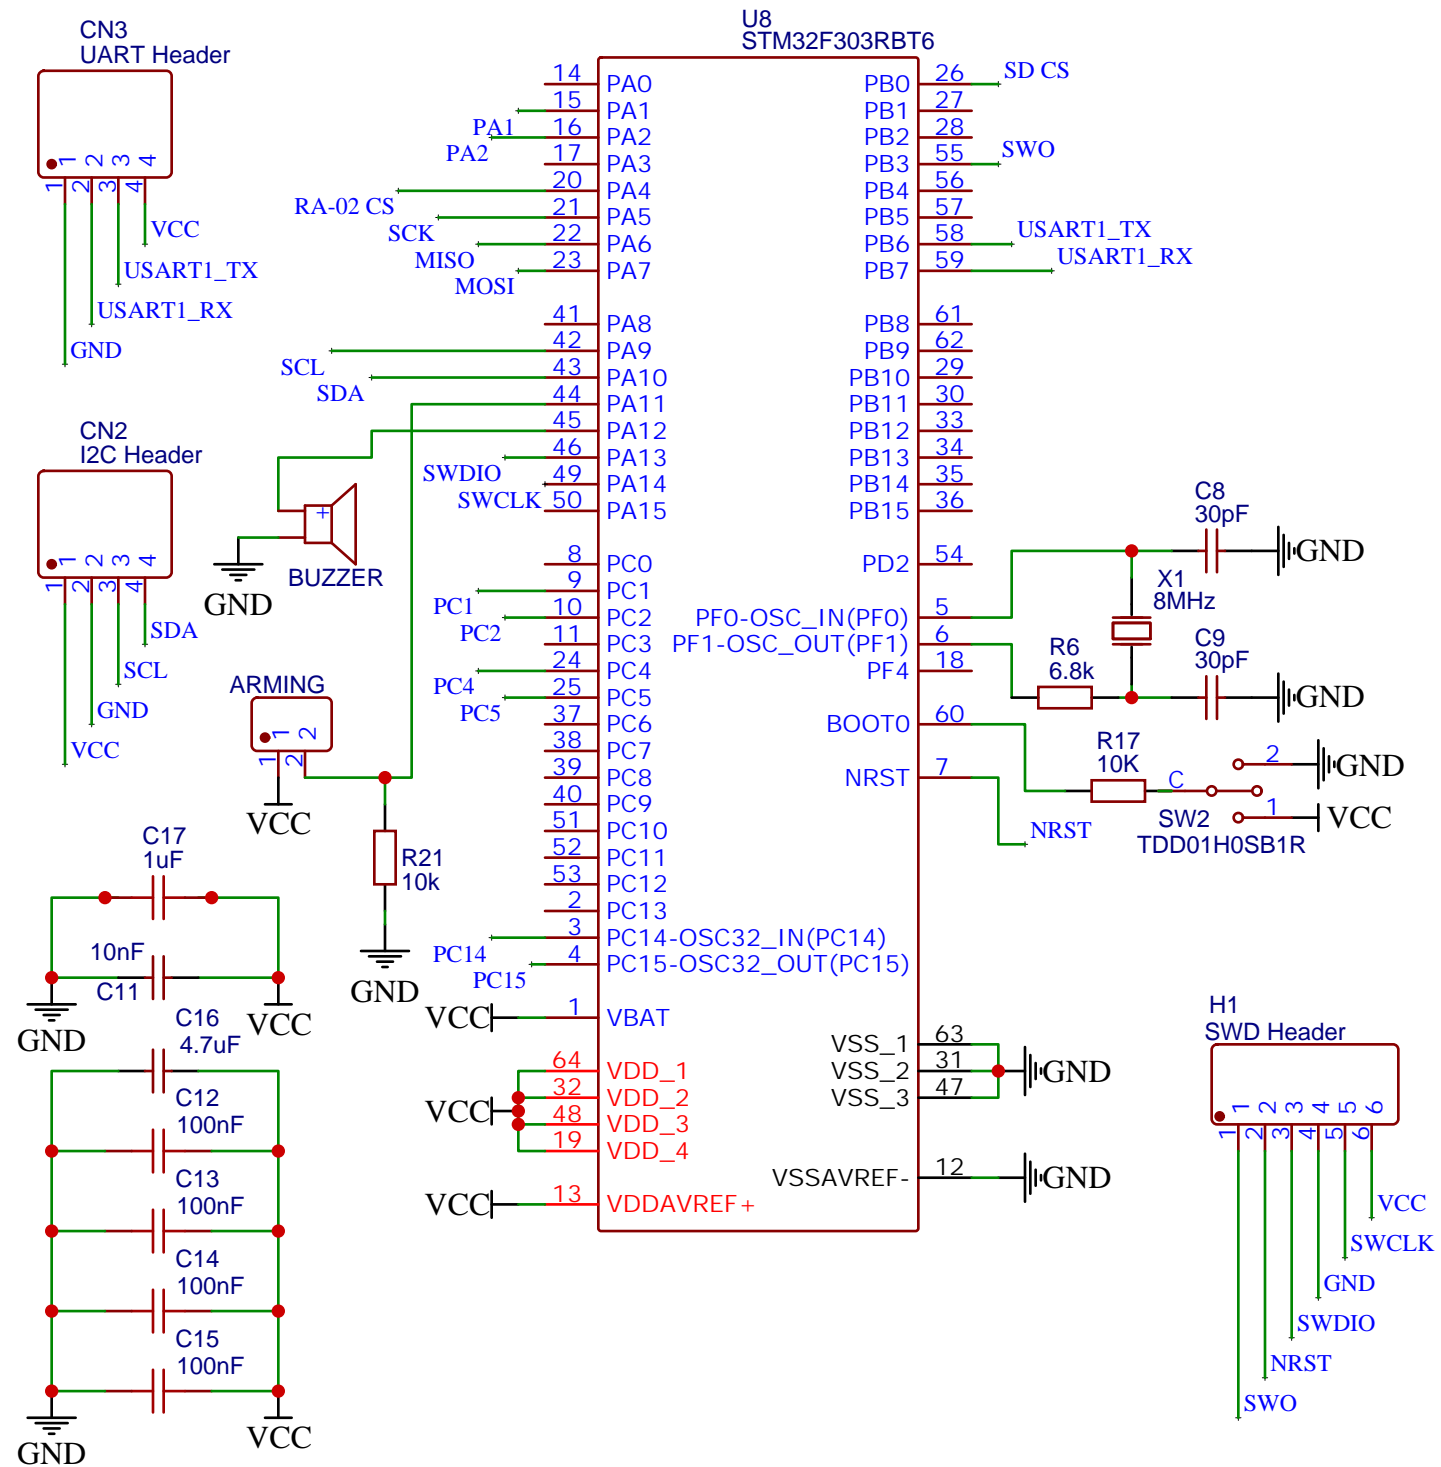 CN3
UART Header
1 2 3 4
1 2 3 4
VCC
USART1_TX
USART1_RX
GND
CN2
I2C Header
1 2 3 4
1 2 3 4
SDA
SCL
GND
VCC
BUZZER
+
GND
ARMING
1 2
1 2
VCC
R21
10k
GND
C17
1uF
10nF
C11
GND
VCC
C16
4.7uF
C12
100nF
C13
100nF
C14
100nF
C15
100nF
GND
VCC
U8
STM32F303RBT6
14 PA0
PA1 15 PA1
PA2 16 PA2
17 PA3
RA-02 CS 20 PA4
SCK 21 PA5
MISO 22 PA6
MOSI 23 PA7
41 PA8
SCL 42 PA9
SDA 43 PA10
44 PA11
45 PA12
SWDIO 46 PA13
SWCLK 49 PA14
50 PA15
8 PC0
PC1 9 PC1
PC2 10 PC2
11 PC3
PC4 24 PC4
PC5 25 PC5
37 PC6
38 PC7
39 PC8
40 PC9
51 PC10
52 PC11
53 PC12
2 PC13
PC14 3 PC14-OSC32_IN(PC14)
PC15 4 PC15-OSC32_OUT(PC15)
VCC 1 VBAT
64 VDD_1
32 VDD_2
VCC
48 VDD_3
19 VDD_4
VCC 13 VDDAVREF+
PB0 26 SD CS
PB1 27
PB2 28
PB3 55 SWO
PB4 56
PB5 57
PB6 58 USART1_TX
PB7 59 USART1_RX
PB8 61
PB9 62
PB10 29
PB11 30
PB12 33
PB13 34
PB14 35
PB15 36
PD2 54
PF0-OSC_IN(PF0) 5
PF1-OSC_OUT(PF1) 6
PF4 18
BOOT0 60
NRST 7
NRST
VSS_1 63
VSS_2 31 GND
VSS_3 47
VSSAVREF- 12 GND
C8
30pF
GND
X1
8MHz
R6
6.8k
C9
30pF
GND
R17
10K
C
2 GND
1 VCC
SW2
TDD01H0SB1R
H1
SWD Header
1 2 3 4 5 6
1 2 3 4 5 6
VCC
SWCLK
GND
SWDIO
NRST
SWO